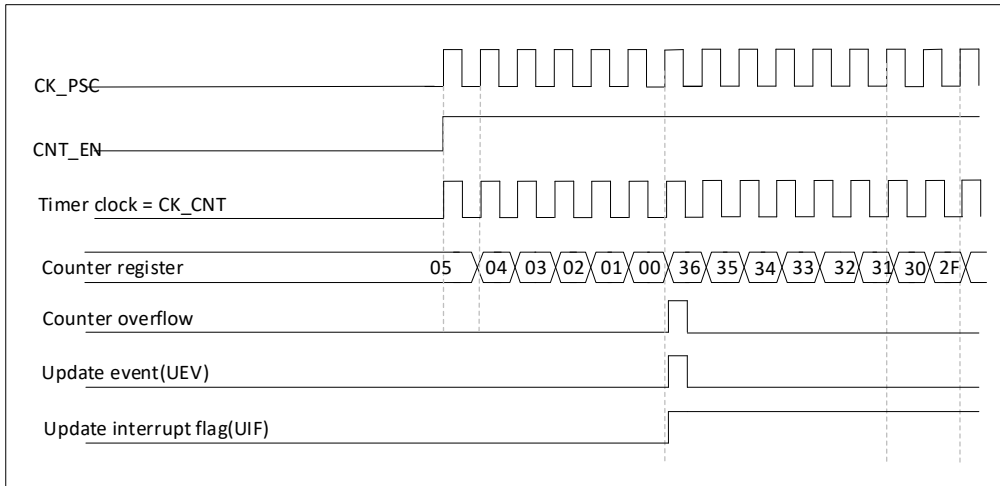 CK_PSC
CNT_EN
Timer clock = CK_CNT
Counter register 05 04 03 02 01 00 36 35 34 33 32 31 30 2F
Counter overflow
Update event(UEV)
Update interrupt flag(UIF)